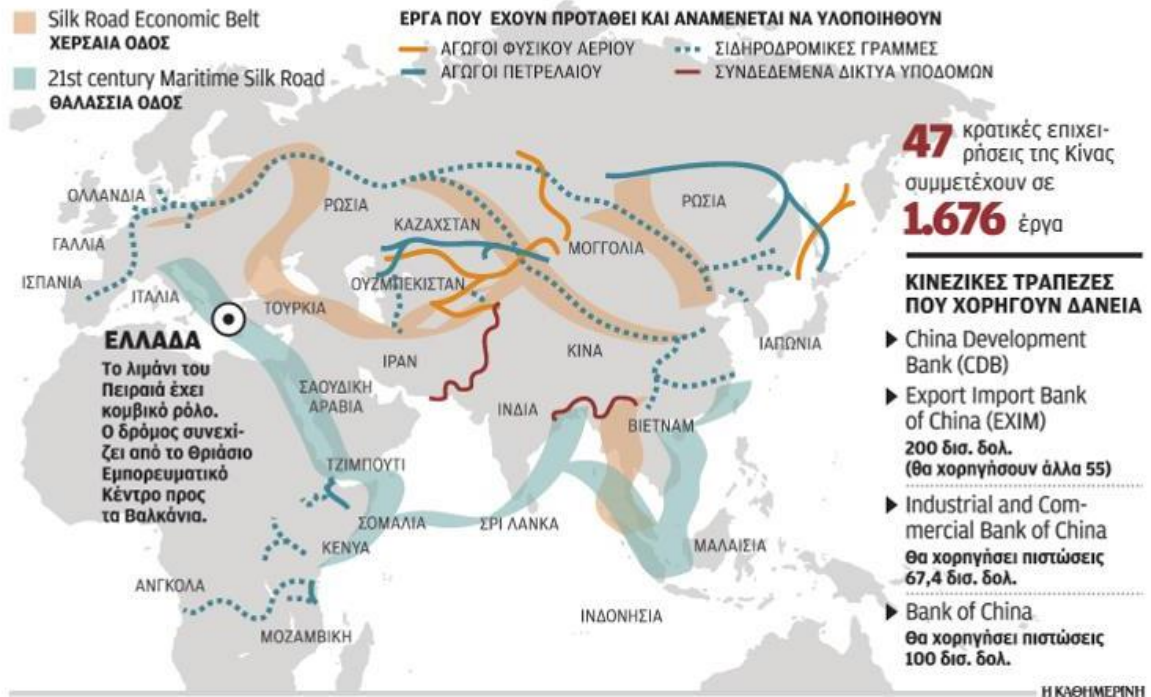 Silk Road Economic Belt
ΧΕΡΣΑΙΑ ΟΔΟΣ
21st century Maritime Silk Road
ΘΑΛΑΣΣΙΑ ΟΔΟΣ
ΕΡΓΑ ΠΟΥ ΕΧΟΥΝ ΠΡΟΤΑΘΕΙ ΚΑΙ ΑΝΑΜΕΝΕΤΑΙ ΝΑ ΥΛΟΠΟΙΗΘΟΥΝ
ΑΓΩΓΟΙ ΦΥΣΙΚΟΥ ΑΕΡΙΟΥ
ΣΙΔΗΡΟΔΡΟΜΙΚΕΣ ΓΡΑΜΜΕΣ
ΑΓΩΓΟΙ ΠΕΤΡΕΛΑΙΟΥ
ΣΥΝΔΕΔΕΜΕΝΑ ΔΙΚΤΥΑ ΥΠΟΔΟΜΩΝ
ΟΛΛΑΝΔΙΑ
ΓΑΛΛΙΑ
ΙΣΠΑΝΙΑ
ΙΤΑΛΙΑ
ΡΩΣΙΑ
ΚΑΖΑΧΣΤΑΝ
ΟΥΖΜΠΕΚΙΣΤΑΝ
ΤΟΥΡΚΙΑ
ΡΩΣΙΑ
ΜΟΓΓΟΛΙΑ
ΙΡΑΝ
ΚΙΝΑ
ΙΑΠΩΝΙΑ
ΣΑΟΥΔΙΚΗ
ΑΡΑΒΙΑ
ΙΝΔΙΑ
ΒΙΕΤΝΑΜ
ΕΛΛΑΔΑ
Το λιμάνι του
Πειραιά έχει
κομβικό ρόλο.
Ο δρόμος συνεχί-
ζει από το Θριάσιο
Εμπορευματικό
Κέντρο προς
τα Βαλκάνια.
ΤΖΙΜΠΟΥΤΙ
ΣΟΜΑΛΙΑ
ΣΡΙ ΛΑΝΚΑ
ΚΕΝΥΑ
ΜΑΛΑΙΣΙΑ
ΑΝΓΚΟΛΑ
ΙΝΔΟΝΗΣΙΑ
ΜΟΖΑΜΒΙΚΗ
47 κρατικές επιχει-
ρήσεις της Κίνας
συμμετέχουν σε
1.676 έργα
ΚΙΝΕΖΙΚΕΣ ΤΡΑΠΕΖΕΣ
ΠΟΥ ΧΟΡΗΓΟΥΝ ΔΑΝΕΙΑ
China Development
Bank (CDB)
Export Import Bank
of China (EXIM)
200 δισ. δολ.
(θα χορηγήσουν άλλα 55)
Industrial and Com-
mercial Bank of China
Θα χορηγήσει πιστώσεις
67,4 δισ. δολ.
Bank of China
Θα χορηγήσει πιστώσεις
100 δισ. δολ.
Η ΚΑΘΗΜΕΡΙΝΗ